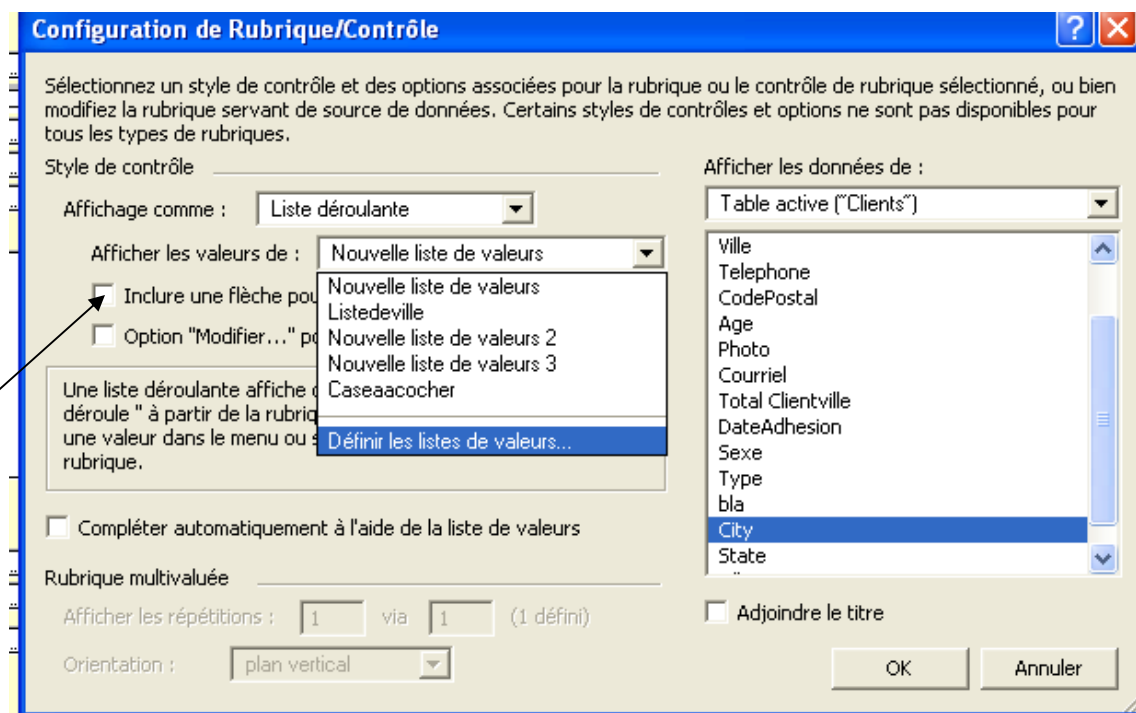 Configuration de Rubrique/Contrôle
Sélectionnez un style de contrôle et des options associées pour la rubrique ou le contrôle de rubrique sélectionné, ou bien
modifiez la rubrique servant de source de données. Certains styles de contrôles et options ne sont pas disponibles pour
tous les types de rubriques.
Style de contrôle
Affichage comme :
Liste déroulante
Afficher les valeurs de :
Nouvelle liste de valeurs
Nouvelle liste de valeurs
Listedeville
Nouvelle liste de valeurs 2
Nouvelle liste de valeurs 3
Caseaacocher
Définir les listes de valeurs...
Inclure une flèche pou
Option "Modifier..." po
Une liste déroulante affiche
déroule " à partir de la rubriq
une valeur dans le menu ou s
rubrique.
Compléter automatiquement à l'aide de la liste de valeurs
Rubrique multivaluée
Afficher les répétitions : 1 via 1 (1 défini)
Orientation : plan vertical
Afficher les données de :
Table active ("Clients")
Ville
Telephone
CodePostal
Age
Photo
Courriel
Total Clientville
DateAdhesion
Sexe
Type
bla
City
State
Adjoindre le titre
OK
Annuler